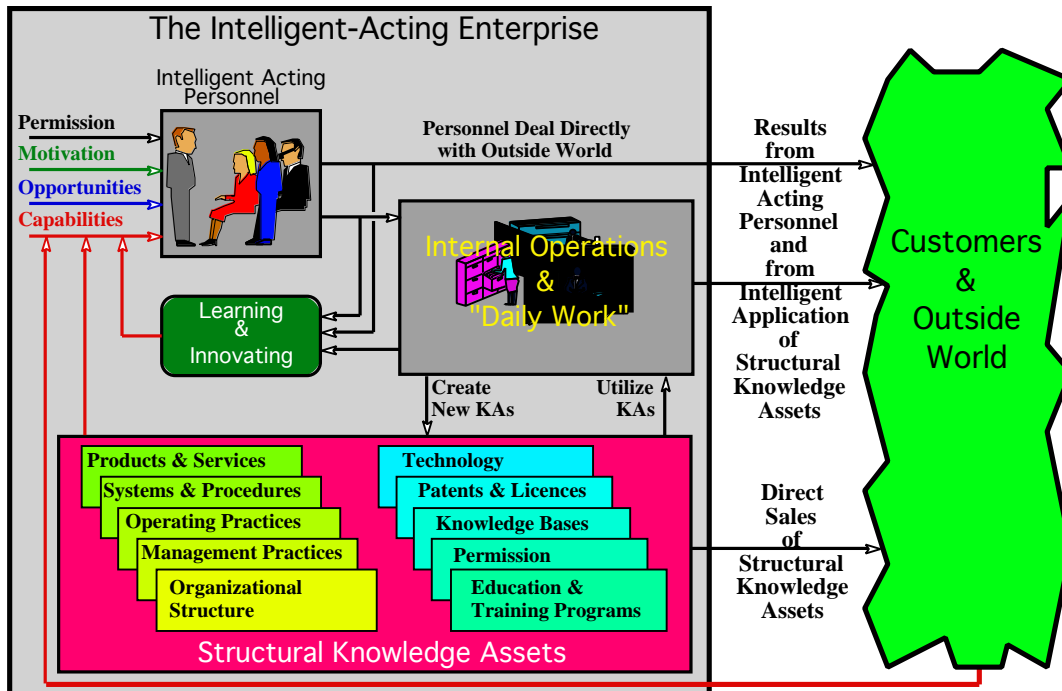 The Intelligent-Acting Enterprise
Intelligent Acting
Personnel
Permission
Motivation
Opportunities
Capabilities
Personnel Deal Directly
with Outside World
Internal Operations
&
"Daily Work"
Learning
&
Innovating
Create
New KAs
Utilize
KAs
Products & Services
Systems & Procedures
Operating Practices
Management Practices
Organizational
Structure
Technology
Patents & Licences
Knowledge Bases
Permission
Education &
Training Programs
Structural Knowledge Assets
Results
from
Intelligent
Acting
Personnel
and
from
Intelligent
Application
of
Structural
Knowledge
Assets
Direct
Sales
of
Structural
Knowledge
Assets
Customers
&
Outside
World